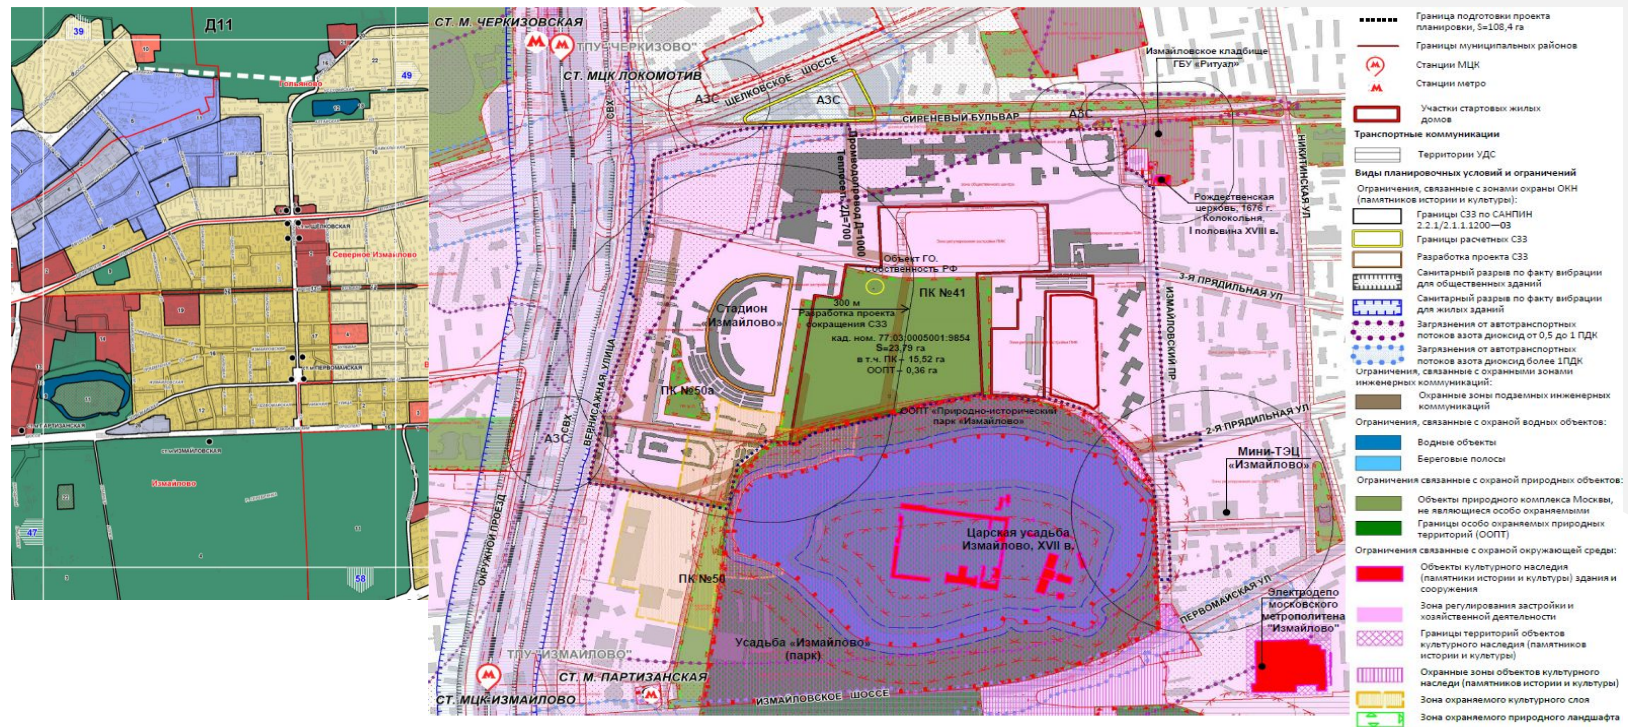 Д11
39
49
Гольяново
Северное Измайлово
Измайлово
47
58
СТ. М. ЧЕРКИЗОВСКАЯ
ТПУ "ЧЕРКИЗОВО"
СТ. МЦК ЛОКОМОТИВ
ЩЕЛКОВСКОЕ ШОССЕ
АЗС
АЗС
АЗС
СВХ
СИРЕНЕВЫЙ БУЛЬВАР
Измайловское кладбище
ГБУ «Ритуал»
НИКИТИНСКАЯ УЛ
Теплосеть 2Д=700
Промводопровод Д=1000
Рождественская
церковь, 1676 г.
Колокольня,
I половина XVIII в.
Объект ГО.
Собственность РФ
ПК №41
3-Я ПРЯДИЛЬНАЯ УЛ
ИЗМАЙЛОВСКИЙ ПР.
Стадион
«Измайлово»
300 м
Разработка проекта
сокращения СЗЗ
кад. ном. 77:03:0005001:9854
S=23,79 га
в т.ч. ПК – 15,52 га
ООПТ – 0,36 га
ПК №50а
ВЕРНИСАЖНАЯ УЛИЦА
СВХ
АЗС
ООПТ «Природно-исторический
парк «Измайлово»
2-Я ПРЯДИЛЬНАЯ УЛ
Мини-ТЭЦ
«Измайлово»
ОКРУЖНОЙ ПРОЕЗД
Царская усадьба
Измайлово, XVII в.
ПК №50
ПЕРВОМАЙСКАЯ УЛ
Электродепо
московского
метрополитена
"Измайлово"
Усадьба «Измайлово»
(парк)
ТПУ "ИЗМАЙЛОВО"
СТ. М. ПАРТИЗАНСКАЯ
СТ. МЦК ИЗМАЙЛОВО
ИЗМАЙЛОВСКОЕ ШОССЕ
Граница подготовки проекта
планировки, S=108,4 га
Границы муниципальных районов
Станции МЦК
Станции метро
Участки стартовых жилых
домов
Транспортные коммуникации
Территории УДС
Виды планировочных условий и ограничений
Ограничения, связанные с зонами охраны ОКН
(памятников истории и культуры):
Границы СЗЗ по САНПИН
2.2.1/2.1.1.1200—03
Границы расчетных СЗЗ
Разработка проекта СЗЗ
Санитарный разрыв по факту вибрации
для общественных зданий
Санитарный разрыв по факту вибрации
для жилых зданий
Загрязнения от автотранспортных
потоков азота диоксид от 0,5 до 1 ПДК
Загрязнения от автотранспортных
потоков азота диоксид более 1ПДК
Ограничения, связанные с охранными зонами
инженерных коммуникаций:
Охранные зоны подземных инженерных
коммуникаций
Ограничения, связанные с охраной водных объектов:
Водные объекты
Береговые полосы
Ограничения связанные с охраной природных объектов:
Объекты природного комплекса Москвы,
не являющиеся особо охраняемыми
Границы особо охраняемых природных
территорий (ООПТ)
Ограничения связанные с охраной окружающей среды:
Объекты культурного наследия
(памятники истории и культуры) здания и
сооружения
Зона регулирования застройки и
хозяйственной деятельности
Границы территорий объектов
культурного наследия (памятников
истории и культуры)
Охранные зоны объектов культурного
наследи (памятников истории и культуры)
Зона охраняемого культурного слоя
Зона охраняемого природного ландшафта